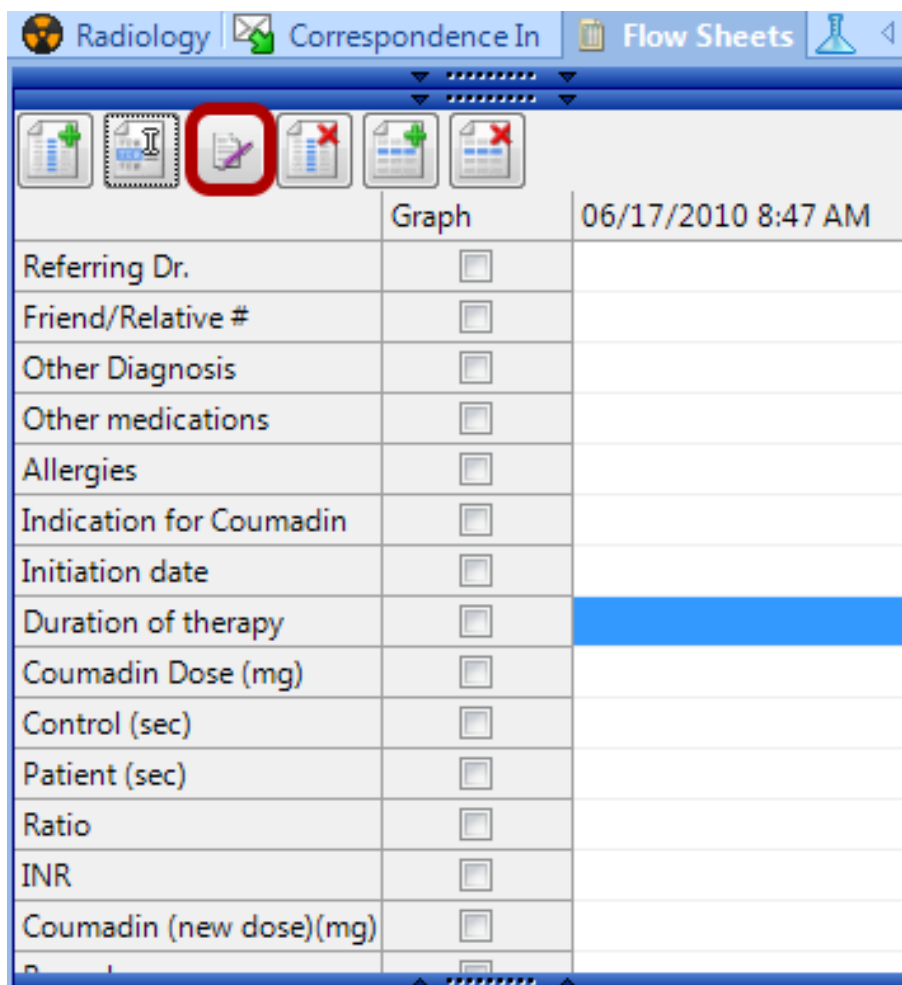 Radiology Correspondence In Flow Sheets
Graph 06/17/2010 8:47 AM
Referring Dr.
Friend/Relative #
Other Diagnosis
Other medications
Allergies
Indication for Coumadin
Initiation date
Duration of therapy
Coumadin Dose (mg)
Control (sec)
Patient (sec)
Ratio
INR
Coumadin (new dose)(mg)